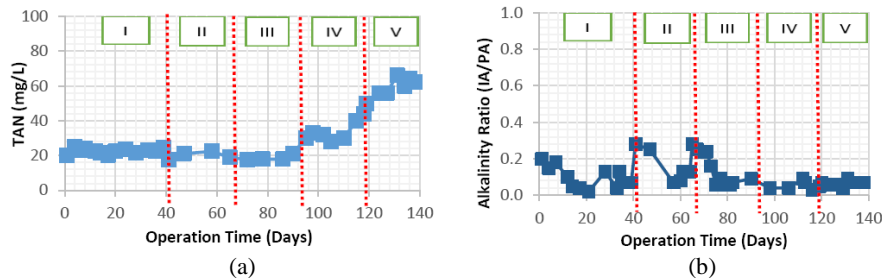 TAN (mg/L)
100
80
60
40
20
0
I
II
III
IV
V
0
20
40
60
80
100
120
140
Operation Time (Days)
(a)
Alkalinity Ratio (IA/PA)
1.0
0.8
0.6
0.4
0.2
0.0
I
II
III
IV
V
0
20
40
60
80
100
120
140
Operation Time (Days)
(b)